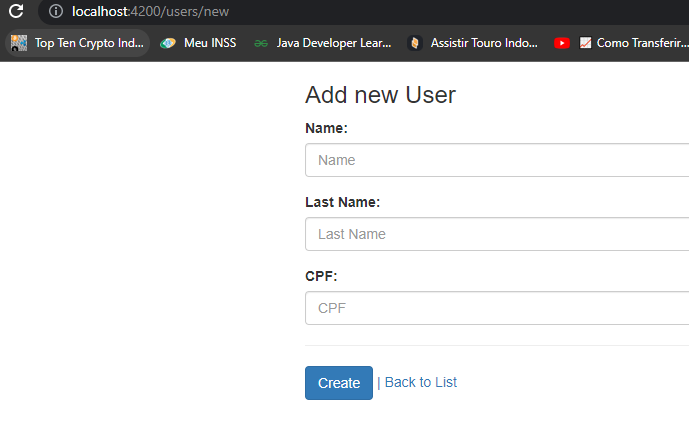 localhost:4200/users/new
Top Ten Crypto Ind... Meu INSS Java Developer Lear... Assistir Touro Indo... Como Transferir...
Add new User
Name:
Name
Last Name:
Last Name
CPF:
CPF
Create | Back to List